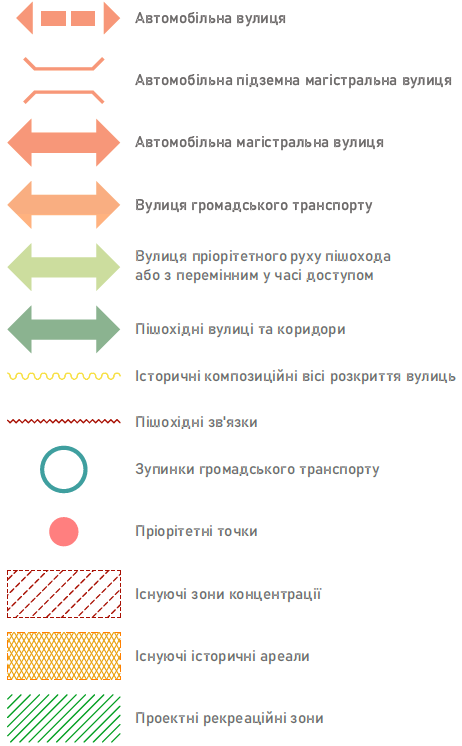 Автомобільна вулиця
Автомобільна підземна магістральна вулиця
Автомобільна магістральна вулиця
Вулиця громадського транспорту
Вулиця пріорітетного руху пішохода
або з перемінним у часі доступом
Пішохідні вулиці та коридори
Історичні композиційні вісі розкриття вулиць
Пішохідні зв'язки
Зупинки громадського транспорту
Пріорітетні точки
Існуючі зони концентрації
Існуючі історичні ареали
Проектні рекреаційні зони